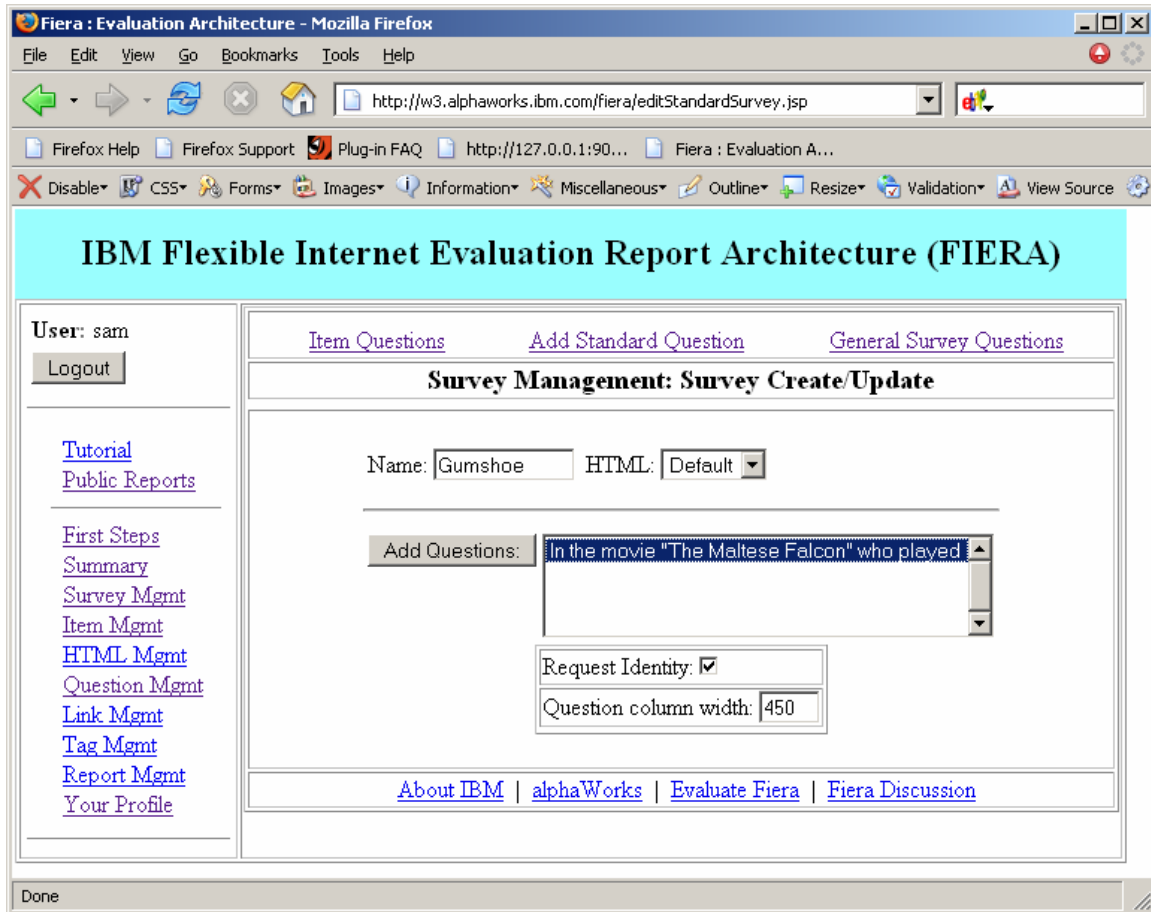 Fiera : Evaluation Architecture - Mozilla Firefox
File Edit View Go Bookmarks Tools Help
http://w3.alphaworks.ibm.com/fiera/editStandardSurvey.jsp
Firefox Help Firefox Support Plug-in FAQ http://127.0.0.1:90... Fiera : Evaluation A...
Disable CSS Forms Images Information Miscellaneous Outline Resize Validation View Source
IBM Flexible Internet Evaluation Report Architecture (FIERA)
User: sam
Logout
Tutorial
Public Reports
First Steps
Summary
Survey Mgmt
Item Mgmt
HTML Mgmt
Question Mgmt
Link Mgmt
Tag Mgmt
Report Mgmt
Your Profile
Item Questions Add Standard Question General Survey Questions
Survey Management: Survey Create/Update
Name: Gumshoe HTML: Default
Add Questions: In the movie "The Maltese Falcon" who played
Request Identity:
Question column width: 450
About IBM | alphaWorks | Evaluate Fiera | Fiera Discussion
Done